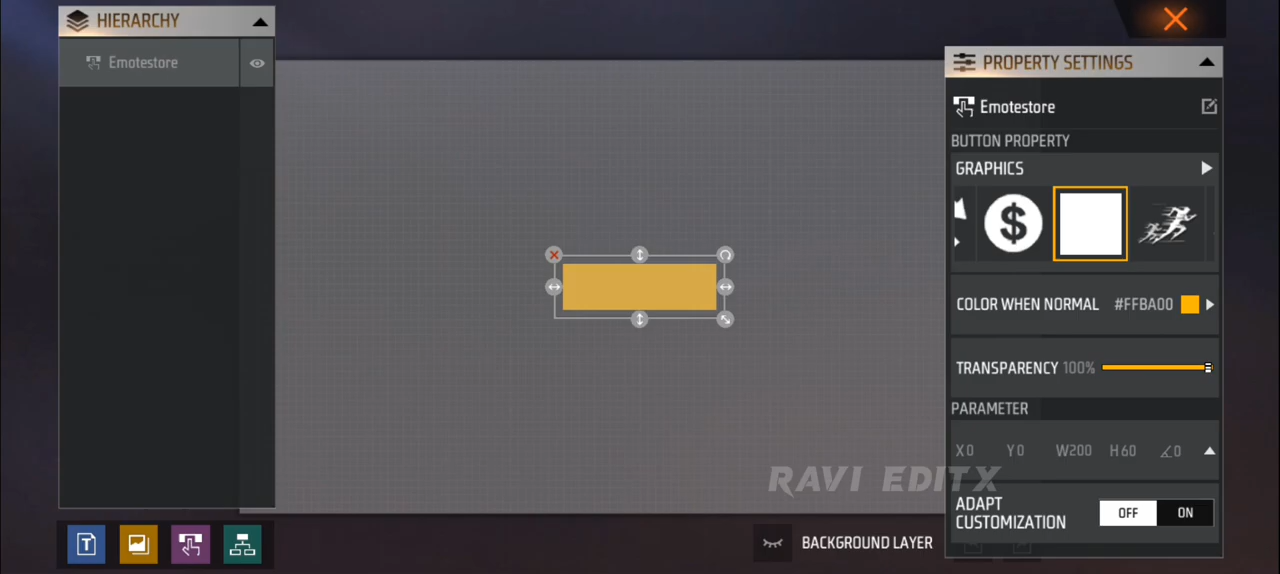 HIERARCHY
Emotestore
PROPERTY SETTINGS
Emotestore
BUTTON PROPERTY
GRAPHICS
$
COLOR WHEN NORMAL #FFBA00
TRANSPARENCY 100%
PARAMETER
X0 Y0 W200 H60 ∠0
RAVI EDITX
ADAPT
CUSTOMIZATION
OFF ON
T
BACKGROUND LAYER